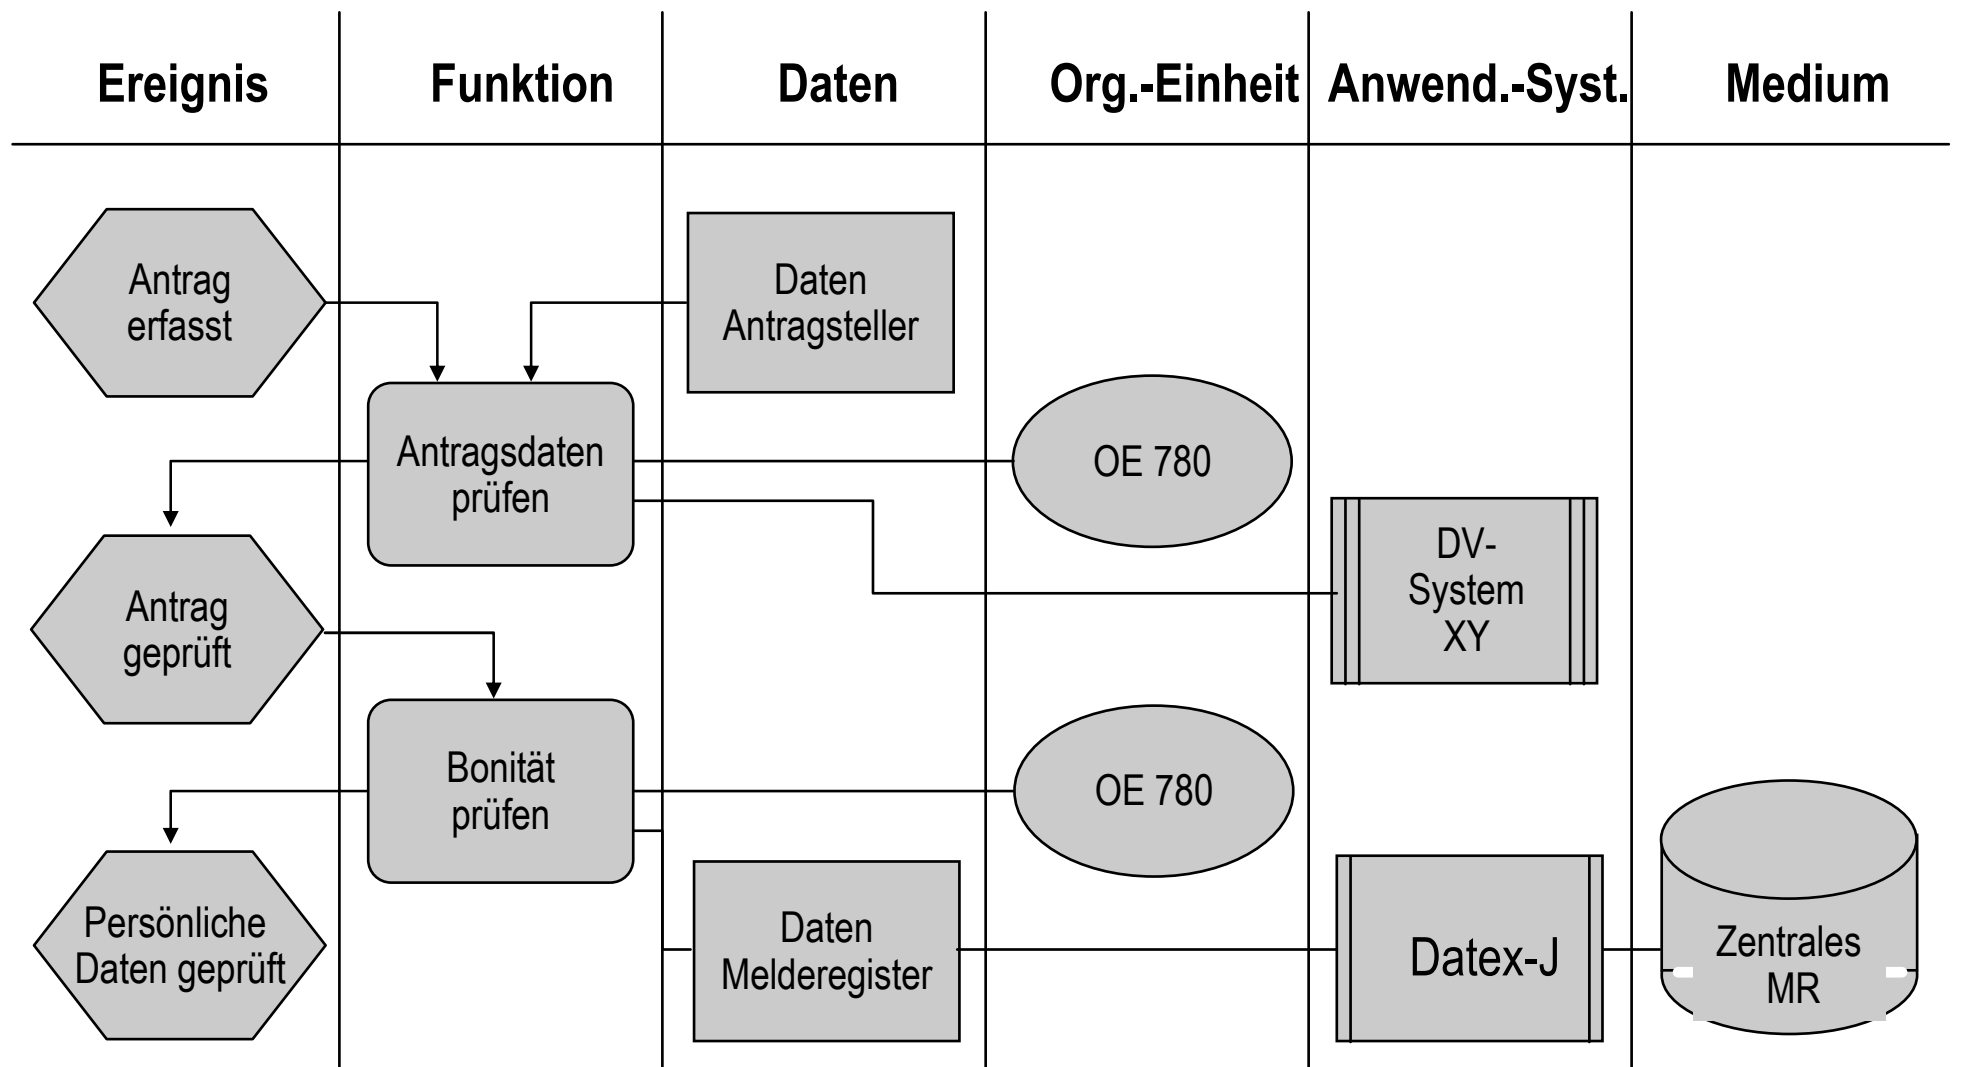 Ereignis
Funktion
Daten
Org.-Einheit
Anwend.-Syst.
Medium
Antrag
erfasst
Daten
Antragsteller
Antragsdaten
prüfen
OE 780
DV-
System
XY
Antrag
geprüft
Bonität
prüfen
OE 780
Persönliche
Daten geprüft
Daten
Melderegister
Datex-J
Zentrales
MR